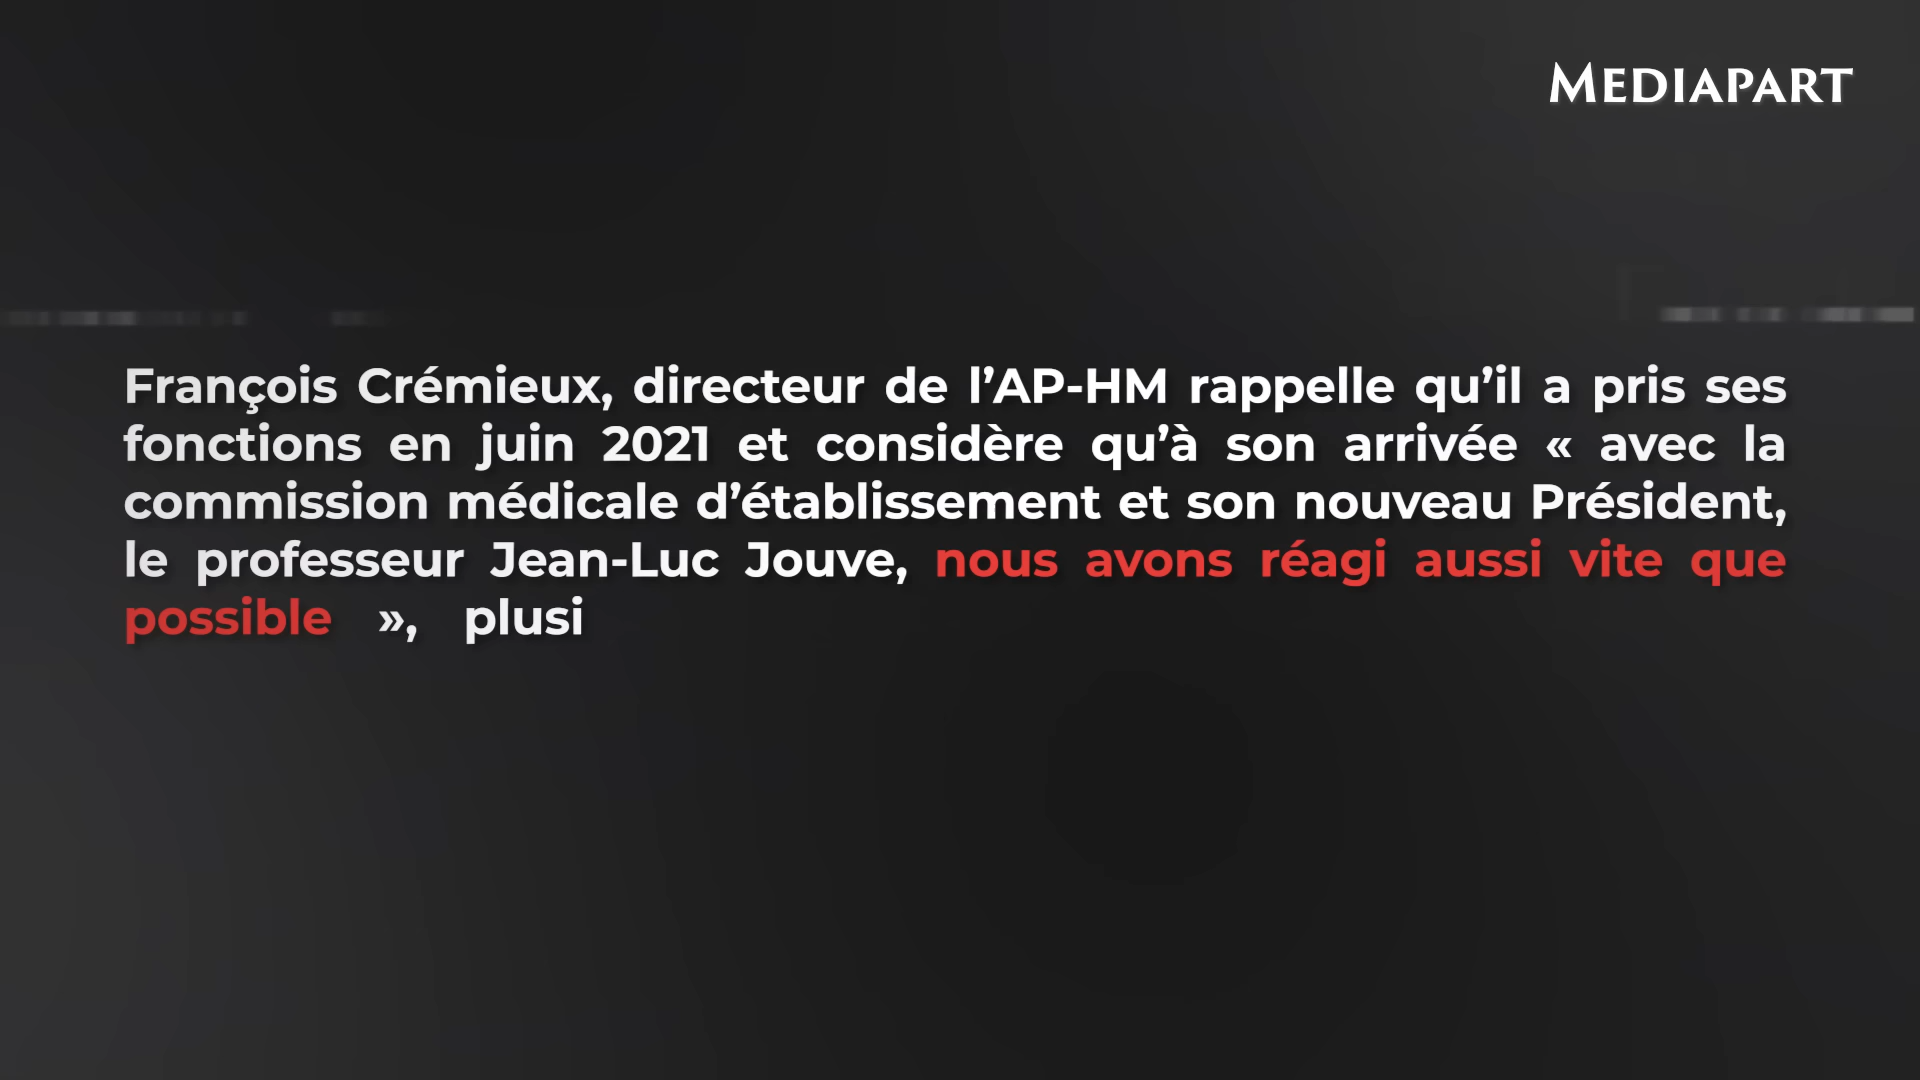 MEDIAPART
François Crémieux, directeur de l’AP-HM rappelle qu’il a pris ses
fonctions en juin 2021 et considère qu’à son arrivée « avec la
commission médicale d’établissement et son nouveau Président,
le professeur Jean-Luc Jouve, nous avons réagi aussi vite que
possible », plusi